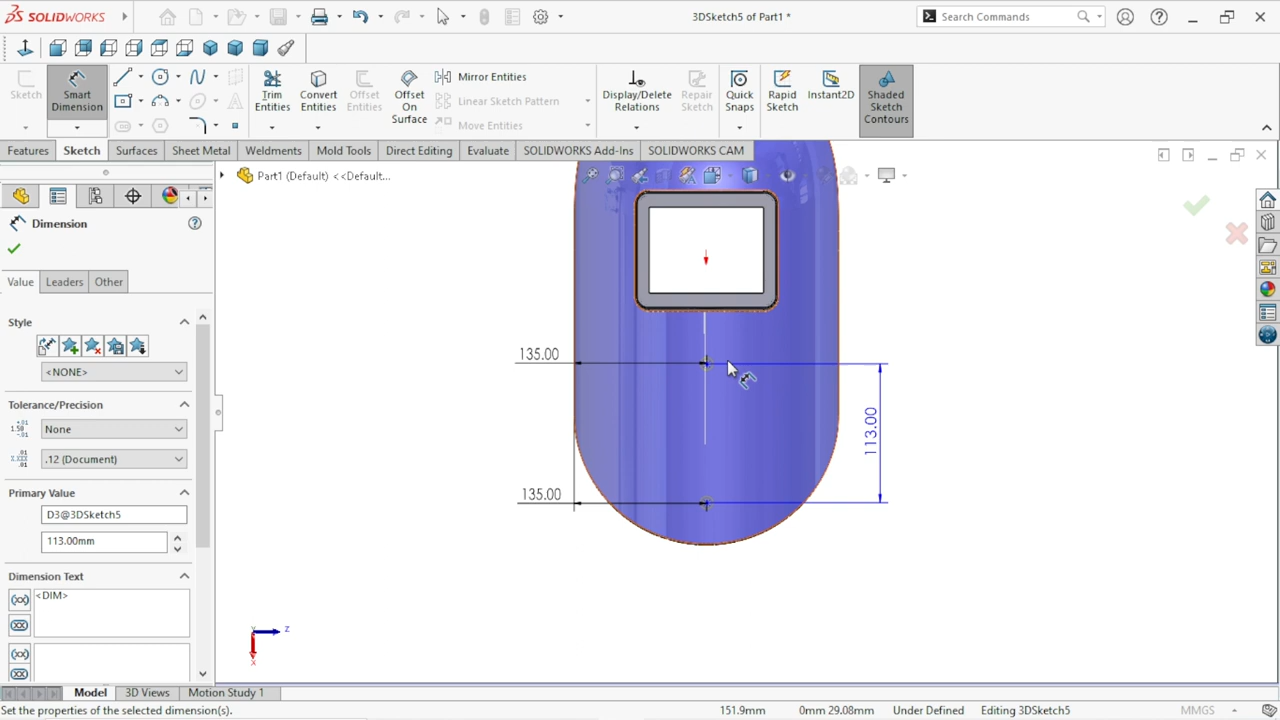 SOLIDWORKS
3DSketch5 of Part1 *
Search Commands
Sketch
Smart Dimension
Trim Entities
Convert Entities
Offset Entities
Offset On Surface
Mirror Entities
Linear Sketch Pattern
Move Entities
Display/Delete Relations
Repair Sketch
Quick Snaps
Rapid Sketch
Instant2D
Shaded Sketch Contours
Features
Sketch
Surfaces
Sheet Metal
Weldments
Mold Tools
Direct Editing
Evaluate
SOLIDWORKS Add-Ins
SOLIDWORKS CAM
Part1 (Default) <<Default...
Dimension
Value
Leaders
Other
Style
<NONE>
Tolerance/Precision
None
.12 (Document)
Primary Value
D3@3DSketch5
113.00mm
Dimension Text
<DIM>
135.00
113.00
135.00
Z
X
Model
3D Views
Motion Study 1
Set the properties of the selected dimension(s).
151.9mm
0mm 29.08mm
Under Defined
Editing 3DSketch5
MMGS